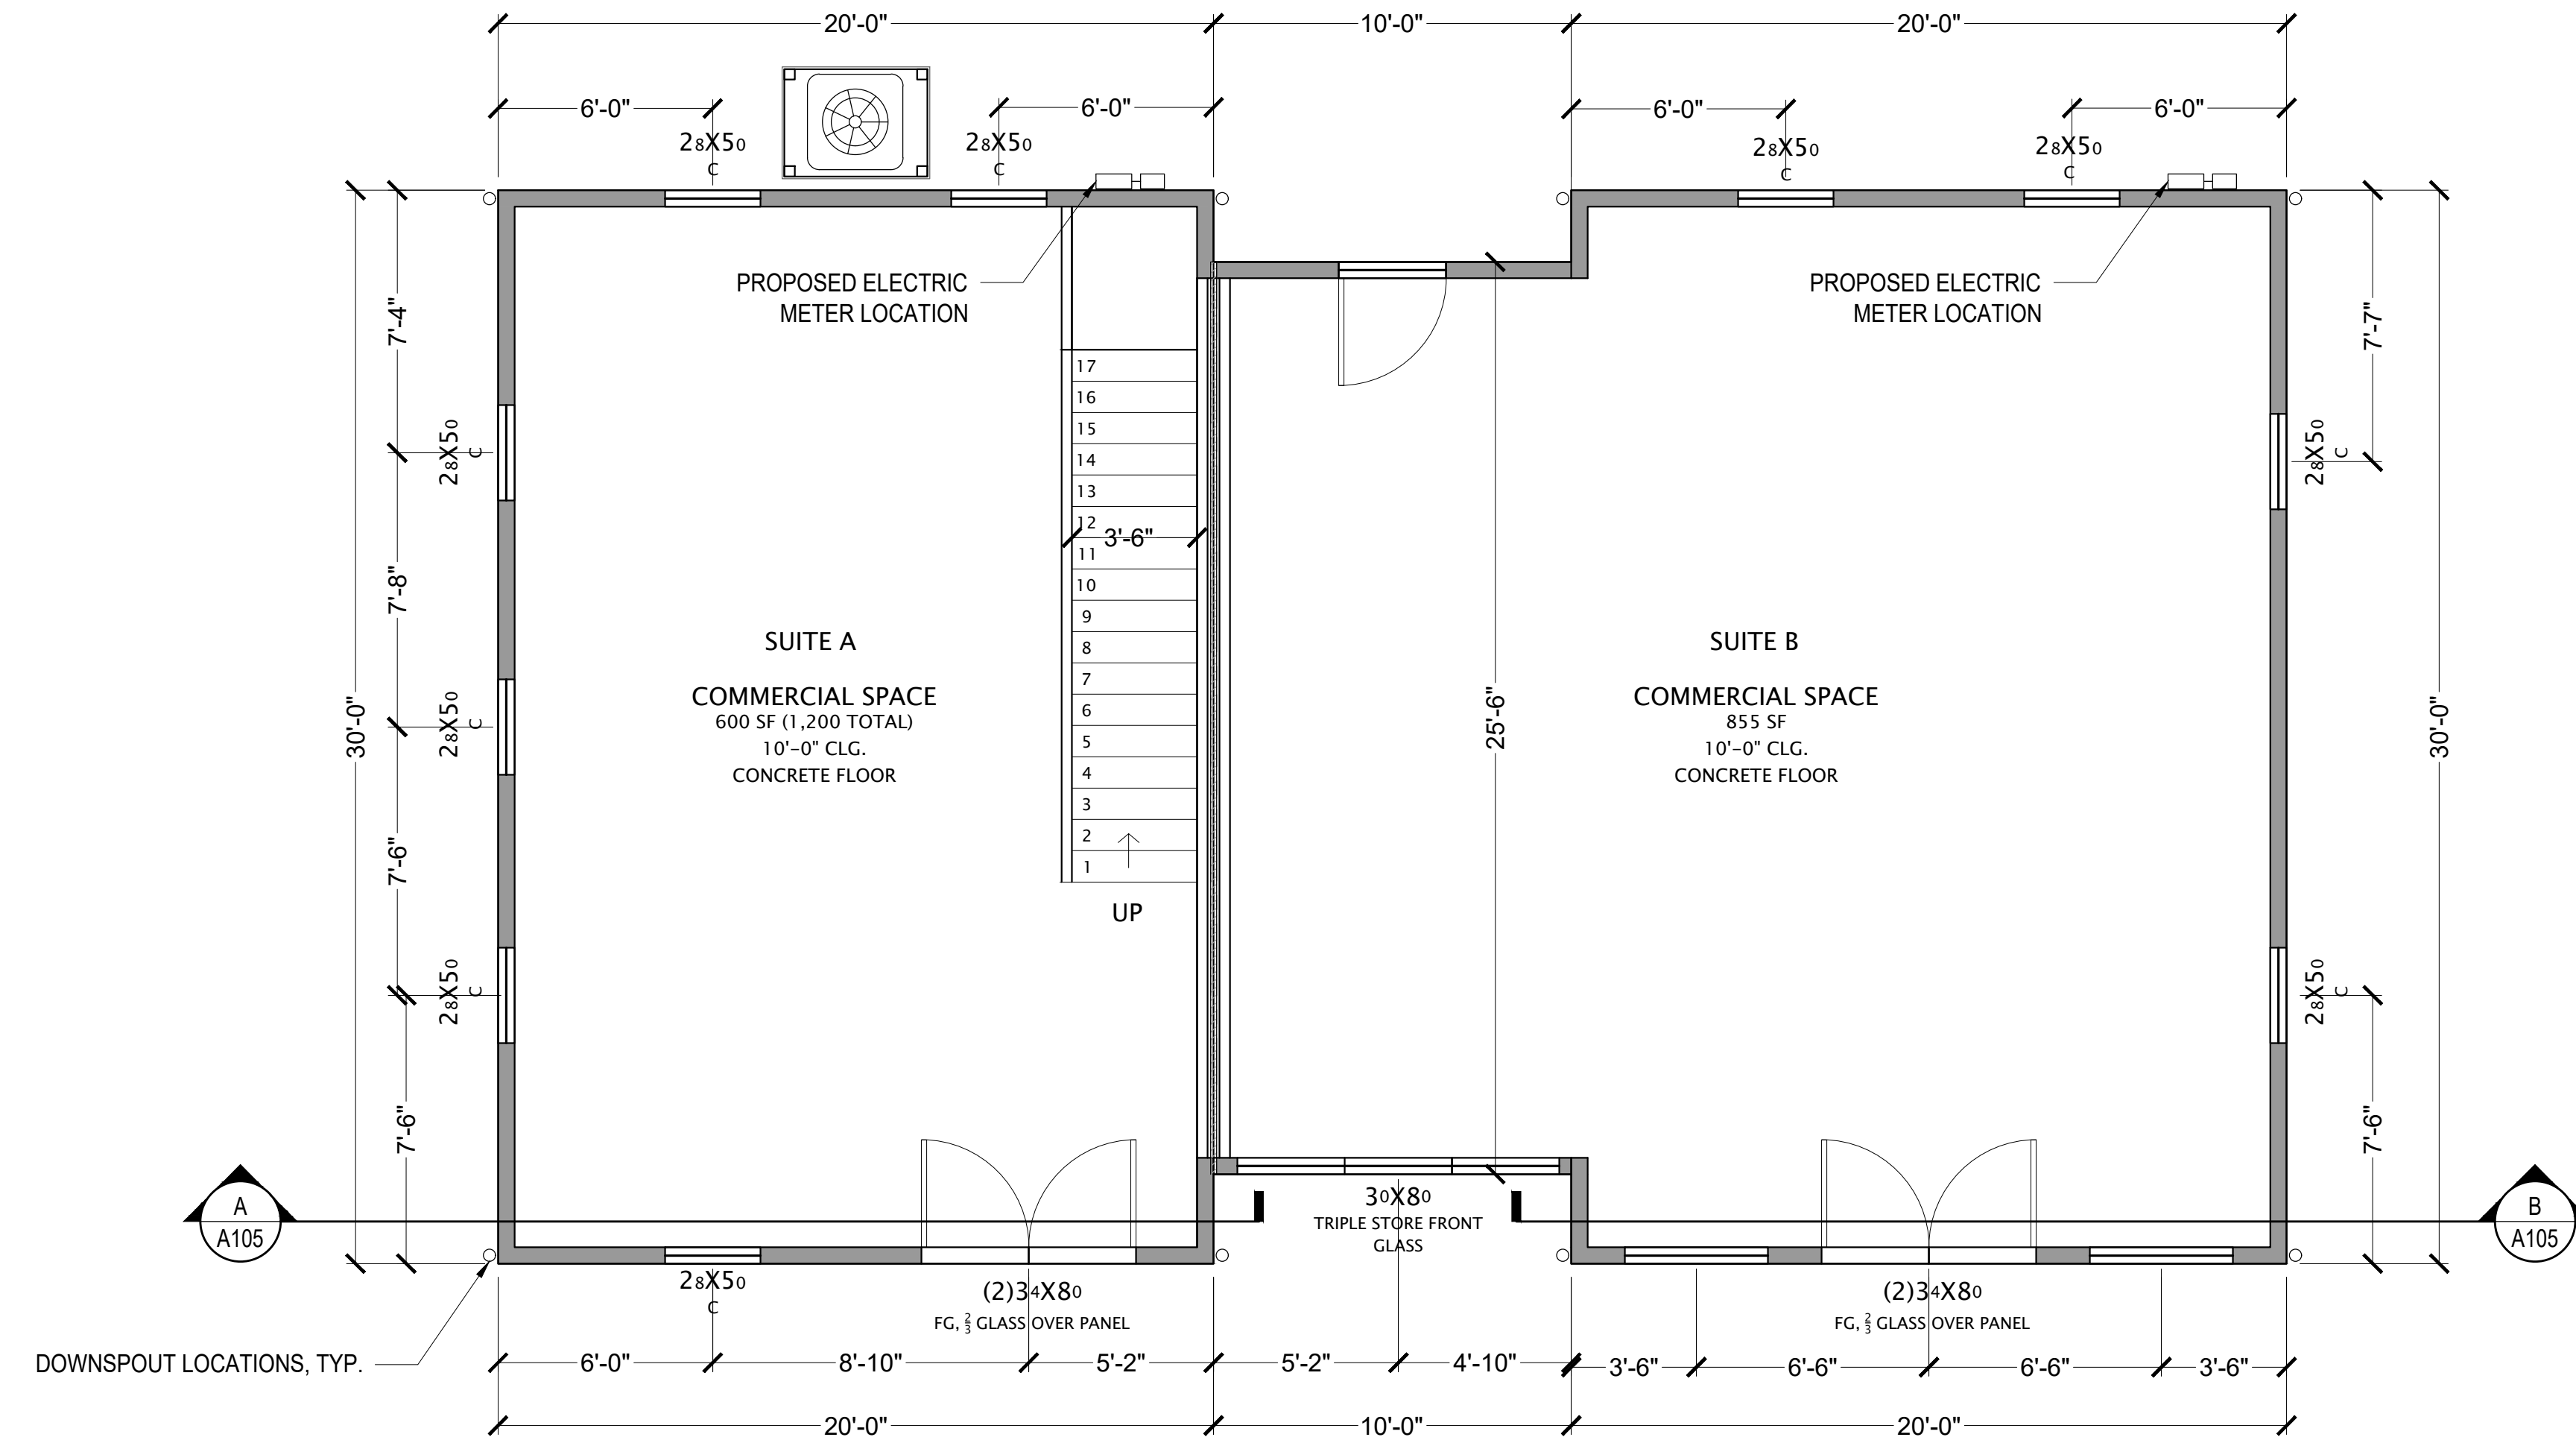 20'-0"
10'-0"
20'-0"
6'-0"
6'-0"
6'-0"
6'-0"
28X50
C
28X50
C
28X50
C
28X50
C
PROPOSED ELECTRIC
METER LOCATION
PROPOSED ELECTRIC
METER LOCATION
7'-4"
7'-8"
7'-6"
7'-6"
30'-0"
28X50
C
28X50
C
28X50
C
17
16
15
14
13
12
3'-6"
11
10
9
8
7
6
5
4
3
2
1
UP
SUITE A
COMMERCIAL SPACE
600 SF (1,200 TOTAL)
10'-0" CLG.
CONCRETE FLOOR
25'-6"
SUITE B
COMMERCIAL SPACE
855 SF
10'-0" CLG.
CONCRETE FLOOR
7'-7"
28X50
C
30'-0"
28X50
C
7'-6"
A
A105
B
A105
30X80
TRIPLE STORE FRONT
GLASS
28X50
C
(2)34X80
FG, 2/3 GLASS OVER PANEL
(2)34X80
FG, 2/3 GLASS OVER PANEL
DOWNSPOUT LOCATIONS, TYP.
6'-0"
8'-10"
5'-2"
5'-2"
4'-10"
3'-6"
6'-6"
6'-6"
3'-6"
20'-0"
10'-0"
20'-0"